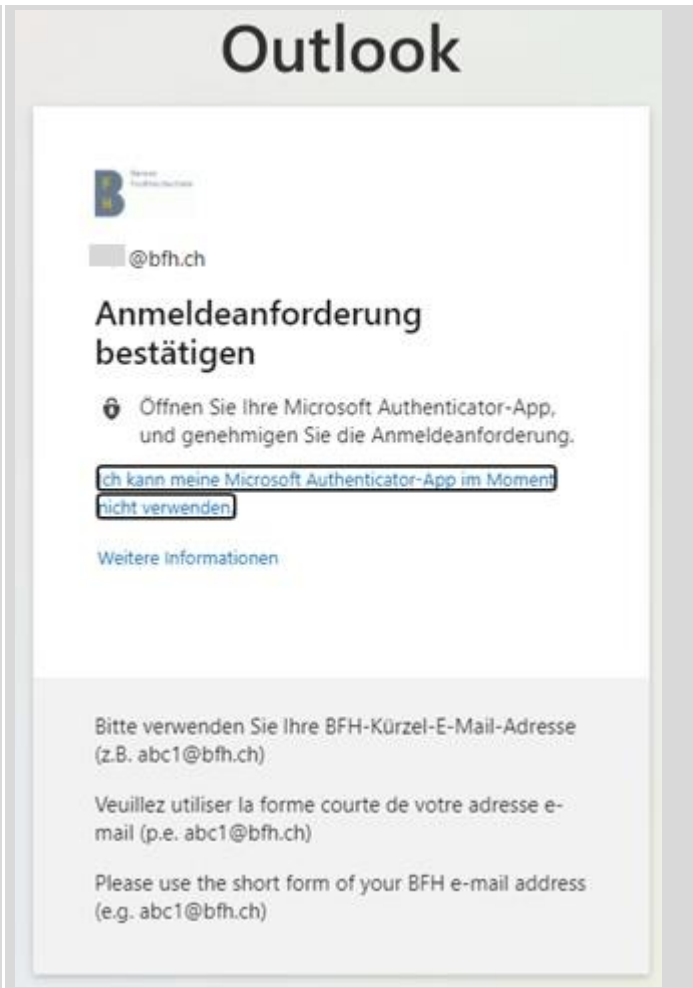 Outlook
B
F
H
@bfh.ch
Anmeldeanforderung
bestätigen
Öffnen Sie Ihre Microsoft Authenticator-App,
und genehmigen Sie die Anmeldeanforderung.
Ich kann meine Microsoft Authenticator-App im Moment
nicht verwenden.
Weitere Informationen
Bitte verwenden Sie Ihre BFH-Kürzel-E-Mail-Adresse
(z.B. abc1@bfh.ch)
Veuillez utiliser la forme courte de votre adresse e-
mail (p.e. abc1@bfh.ch)
Please use the short form of your BFH e-mail address
(e.g. abc1@bfh.ch)